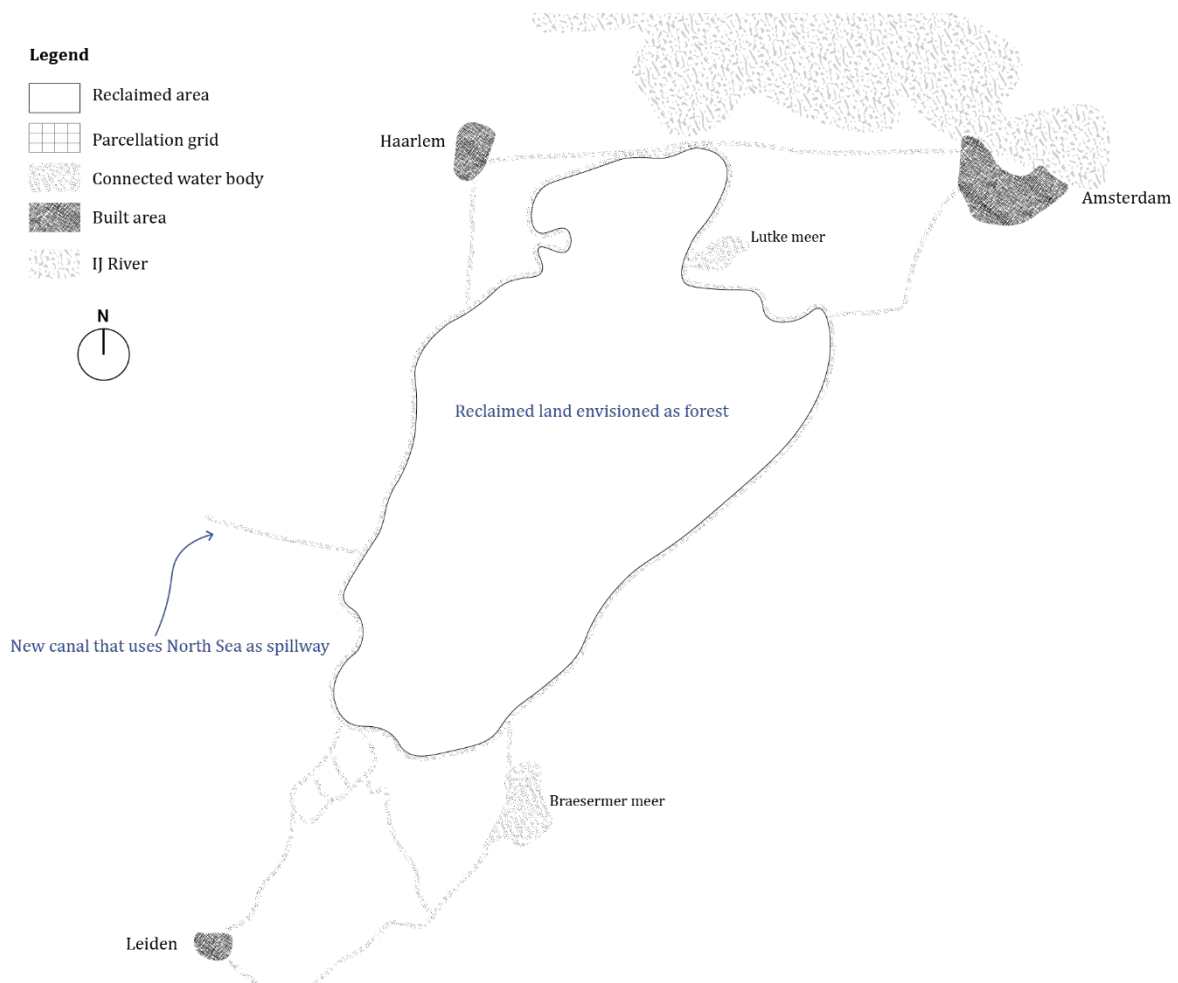 Legend
Reclaimed area
Parcellation grid
Connected water body
Built area
IJ River
N
Haarlem
Amsterdam
Lutke meer
Reclaimed land envisioned as forest
New canal that uses North Sea as spillway
Braesermer meer
Leiden